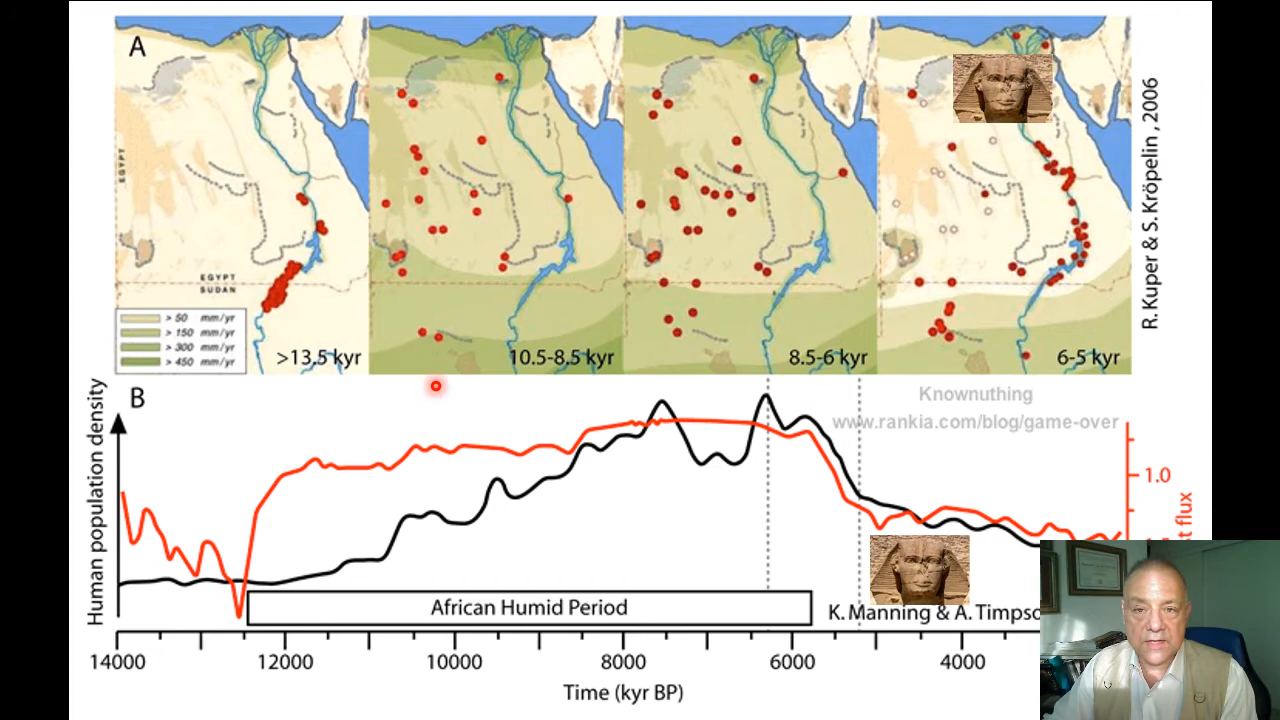 A
EGYPT
EGYPT
SUDAN
> 50 mm/yr
> 150 mm/yr
> 300 mm/yr
> 450 mm/yr
>13.5 kyr
10.5-8.5 kyr
8.5-6 kyr
6-5 kyr
R. Kuper & S. Kröpelin , 2006
B
Human population density
Knownuthing
www.rankia.com/blog/game-over
1.0
st flux
African Humid Period
K. Manning & A. Timpso
14000
12000
10000
8000
6000
4000
Time (kyr BP)